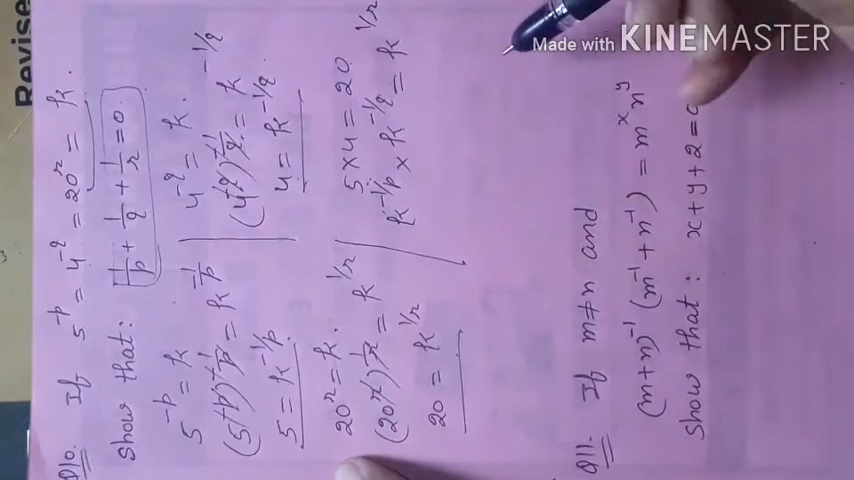 Revise
Q10. If 5^-p = 4^-q = 20^r = k.
show that: 1/p + 1/q + 1/r = 0.
5^-p = k
(5^-p)^-1/p = k^-1/p
5 = k^-1/p
4^-q = k.
(4^-q)^-1/q = k^-1/q
4 = k^-1/q
20^r = k.
(20^r)^1/r = k^1/r
20 = k^1/r
5 × 4 = 20
k^-1/p × k^-1/q = k^1/r
Q11. If m≠n and
(m+n)^-1 (m^-1 + n^-1) = m^x n^y
show that: x+y+2=0
Made with KINEMASTER